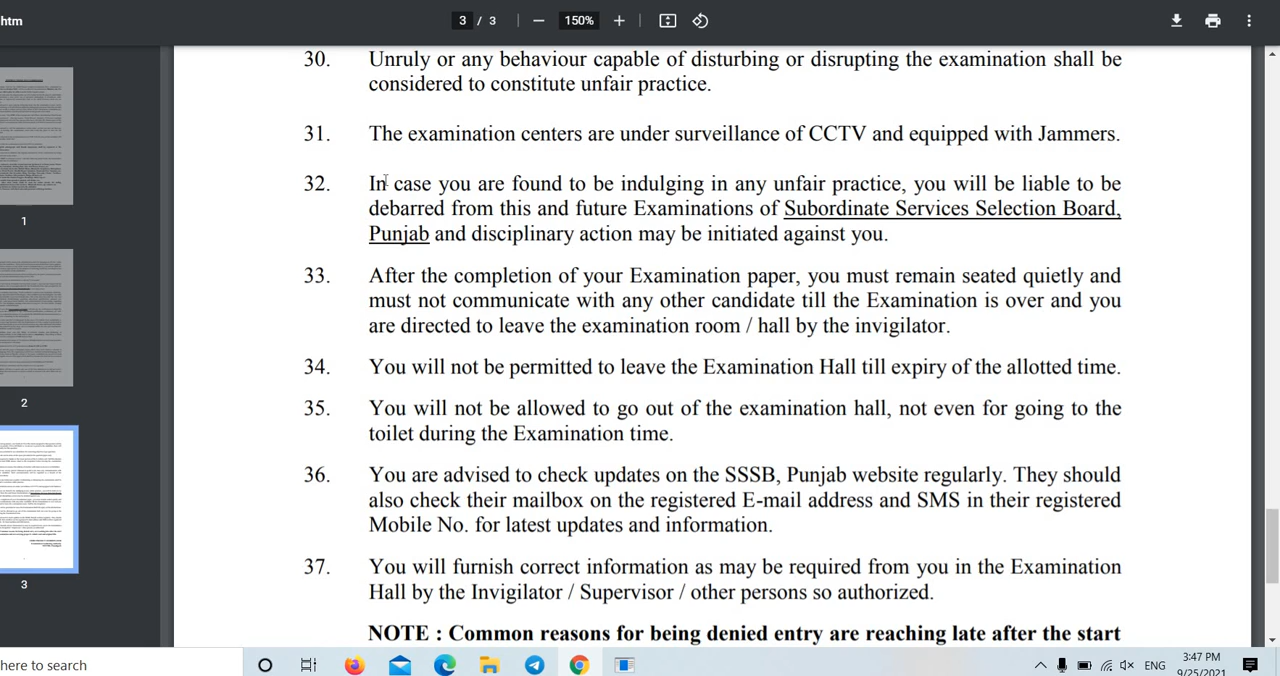 htm
3 / 3
150%
30. Unruly or any behaviour capable of disturbing or disrupting the examination shall be
considered to constitute unfair practice.
31. The examination centers are under surveillance of CCTV and equipped with Jammers.
32. In case you are found to be indulging in any unfair practice, you will be liable to be
debarred from this and future Examinations of Subordinate Services Selection Board,
Punjab and disciplinary action may be initiated against you.
33. After the completion of your Examination paper, you must remain seated quietly and
must not communicate with any other candidate till the Examination is over and you
are directed to leave the examination room / hall by the invigilator.
34. You will not be permitted to leave the Examination Hall till expiry of the allotted time.
35. You will not be allowed to go out of the examination hall, not even for going to the
toilet during the Examination time.
36. You are advised to check updates on the SSSB, Punjab website regularly. They should
also check their mailbox on the registered E-mail address and SMS in their registered
Mobile No. for latest updates and information.
37. You will furnish correct information as may be required from you in the Examination
Hall by the Invigilator / Supervisor / other persons so authorized.
NOTE : Common reasons for being denied entry are reaching late after the start
1
2
3
here to search
ENG
3:47 PM
9/25/2021